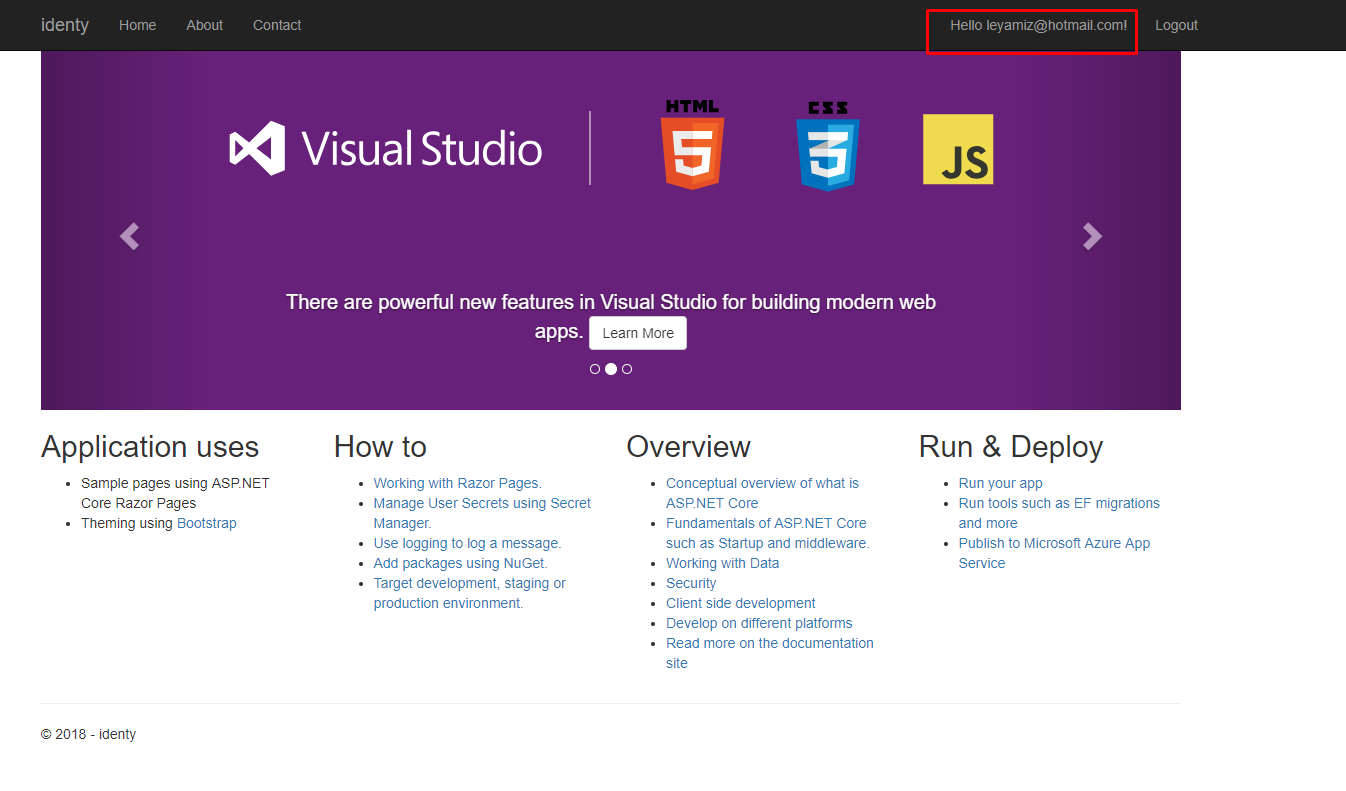 identy Home About Contact Hello leyamiz@hotmail.com! Logout
Visual Studio HTML 5 CSS 3 JS
There are powerful new features in Visual Studio for building modern web
apps. Learn More
Application uses
Sample pages using ASP.NET
Core Razor Pages
Theming using Bootstrap
How to
Working with Razor Pages.
Manage User Secrets using Secret
Manager.
Use logging to log a message.
Add packages using NuGet.
Target development, staging or
production environment.
Overview
Conceptual overview of what is
ASP.NET Core
Fundamentals of ASP.NET Core
such as Startup and middleware.
Working with Data
Security
Client side development
Develop on different platforms
Read more on the documentation
site
Run & Deploy
Run your app
Run tools such as EF migrations
and more
Publish to Microsoft Azure App
Service
© 2018 - identy